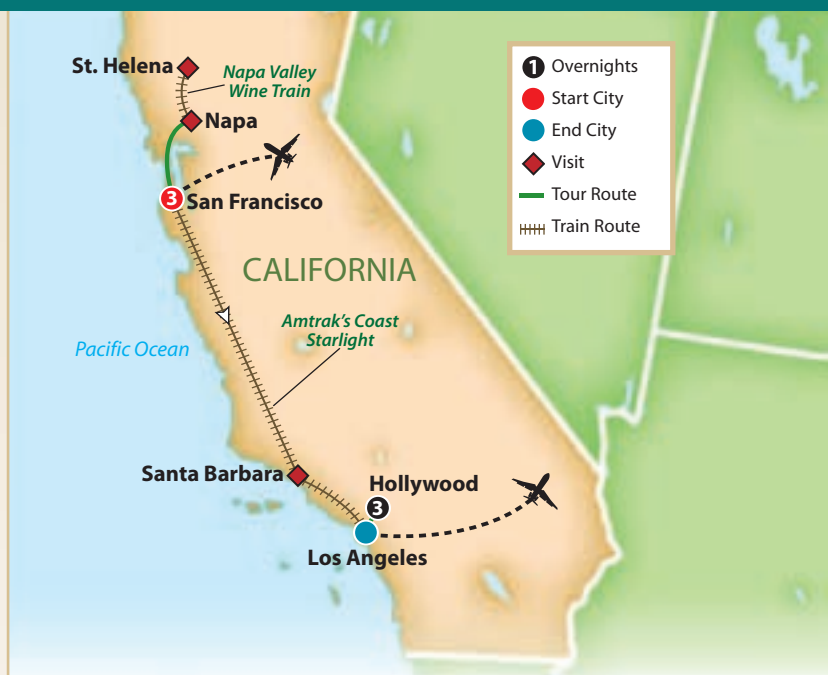 St. Helena
Napa Valley
Wine Train
Napa
3
San Francisco
CALIFORNIA
Amtrak's Coast
Starlight
Pacific Ocean
Santa Barbara
Hollywood
3
Los Angeles
1 Overnights
Start City
End City
Visit
Tour Route
Train Route